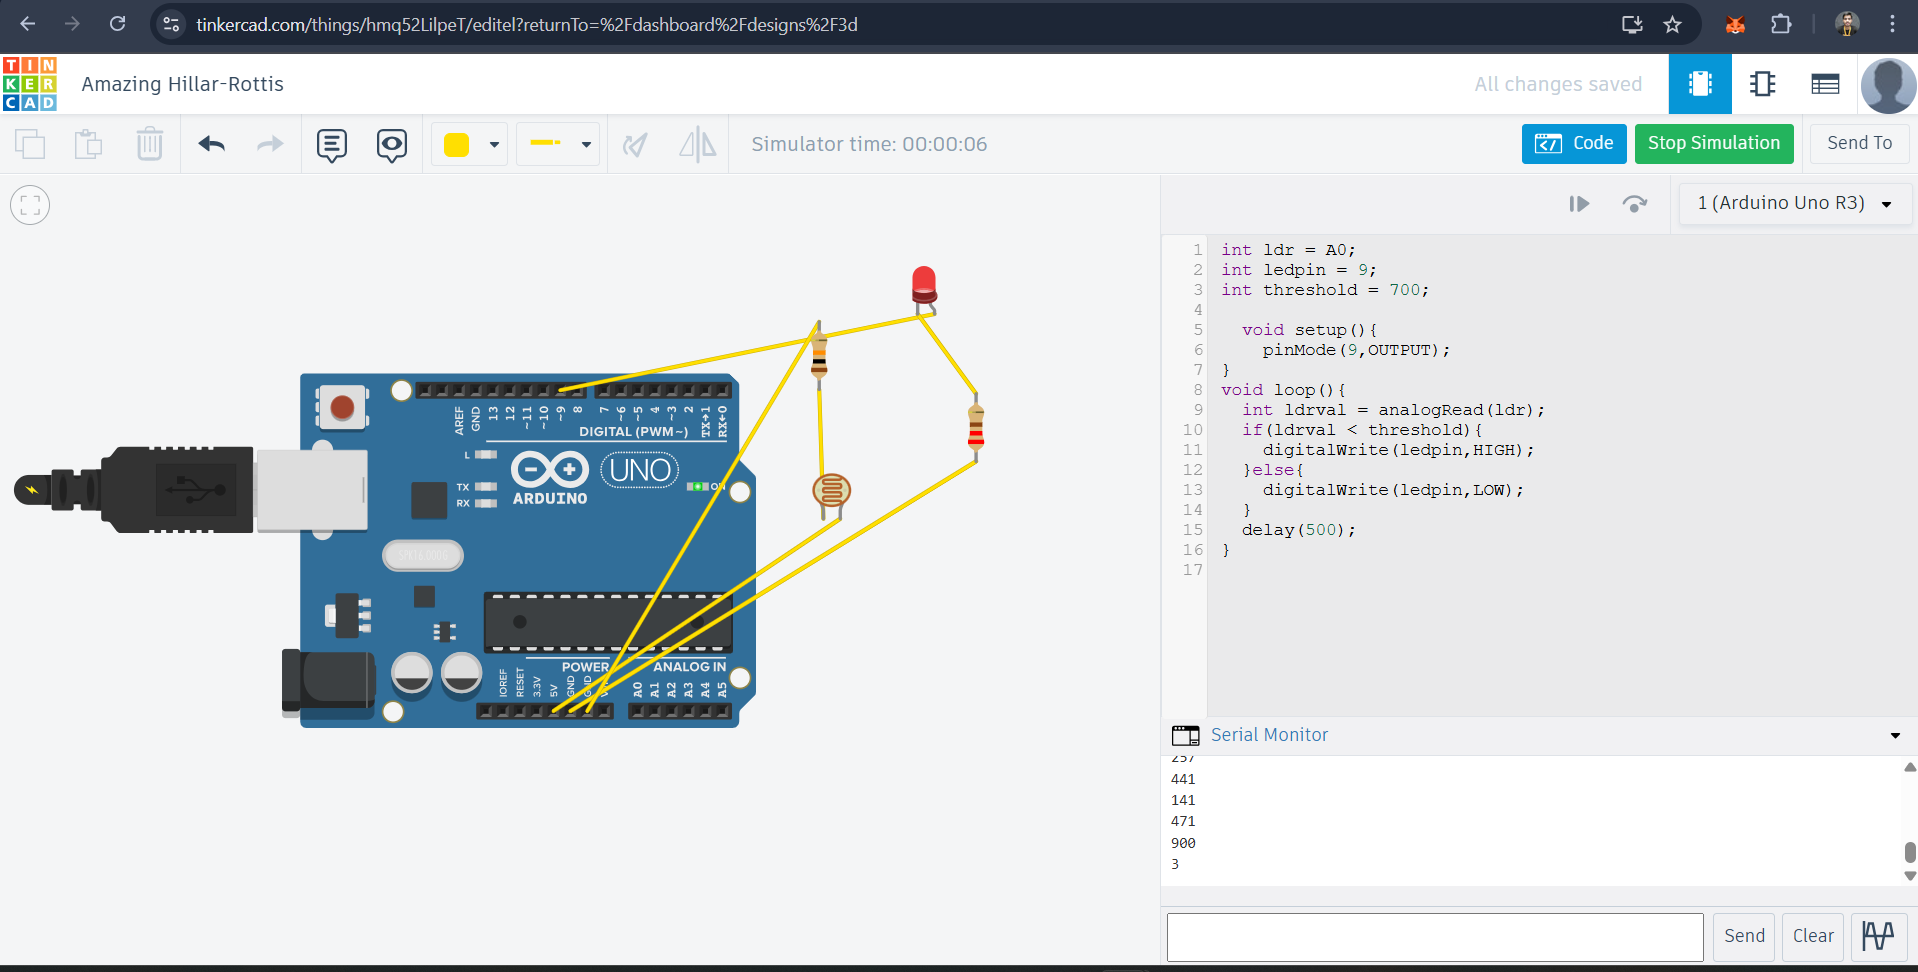 tinkercad.com/things/hmq52LilpeT/editel?returnTo=%2Fdashboard%2Fdesigns%2F3d
TIN
KER
CAD
Amazing Hillar-Rottis
All changes saved
Simulator time: 00:00:06
Code
Stop Simulation
Send To
1 (Arduino Uno R3)
AREF
GND
13
12
~11
~10
~9
8
7
~6
~5
4
~3
2
TX→1
RX←0
DIGITAL (PWM~)
L
TX
RX
UNO
ARDUINO
ON
POWER
ANALOG IN
IOREF
RESET
3.3V
5V
GND
GND
A0
A1
A2
A3
A4
A5
1 int ldr = A0;
2 int ledpin = 9;
3 int threshold = 700;
4
5 void setup(){
6 pinMode(9,OUTPUT);
7 }
8 void loop(){
9 int ldrval = analogRead(ldr);
10 if(ldrval < threshold){
11 digitalWrite(ledpin,HIGH);
12 }else{
13 digitalWrite(ledpin,LOW);
14 }
15 delay(500);
16 }
17
Serial Monitor
257
441
141
471
900
3
Send
Clear